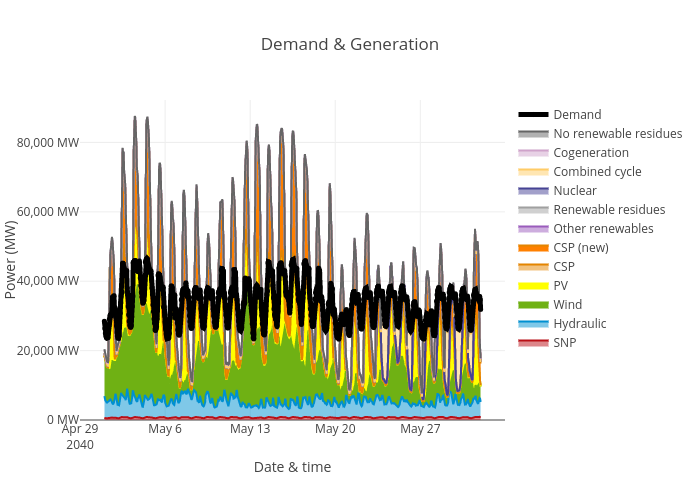 Demand & Generation
80,000 MW
60,000 MW
40,000 MW
20,000 MW
0 MW
Power (MW)
Apr 29
2040
May 6
May 13
May 20
May 27
Date & time
Demand
No renewable residues
Cogeneration
Combined cycle
Nuclear
Renewable residues
Other renewables
CSP (new)
CSP
PV
Wind
Hydraulic
SNP